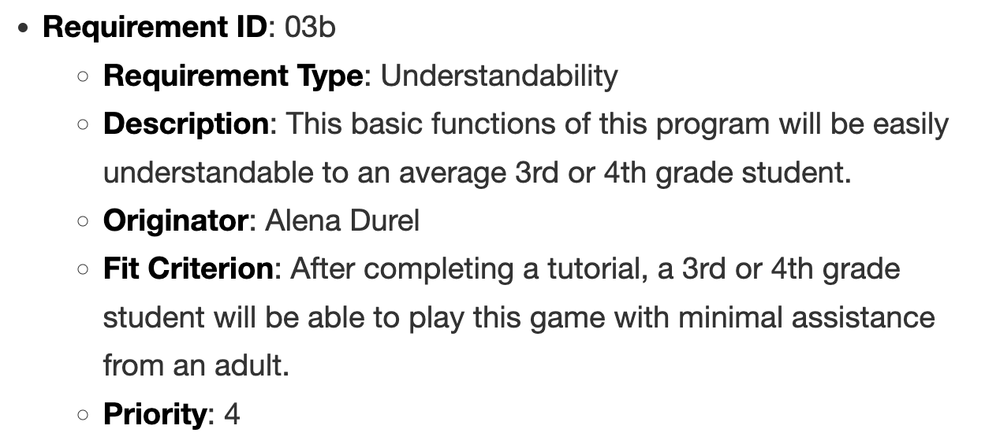 • Requirement ID: 03b
○ Requirement Type: Understandability
○ Description: This basic functions of this program will be easily
understandable to an average 3rd or 4th grade student.
○ Originator: Alena Durel
○ Fit Criterion: After completing a tutorial, a 3rd or 4th grade
student will be able to play this game with minimal assistance
from an adult.
○ Priority: 4